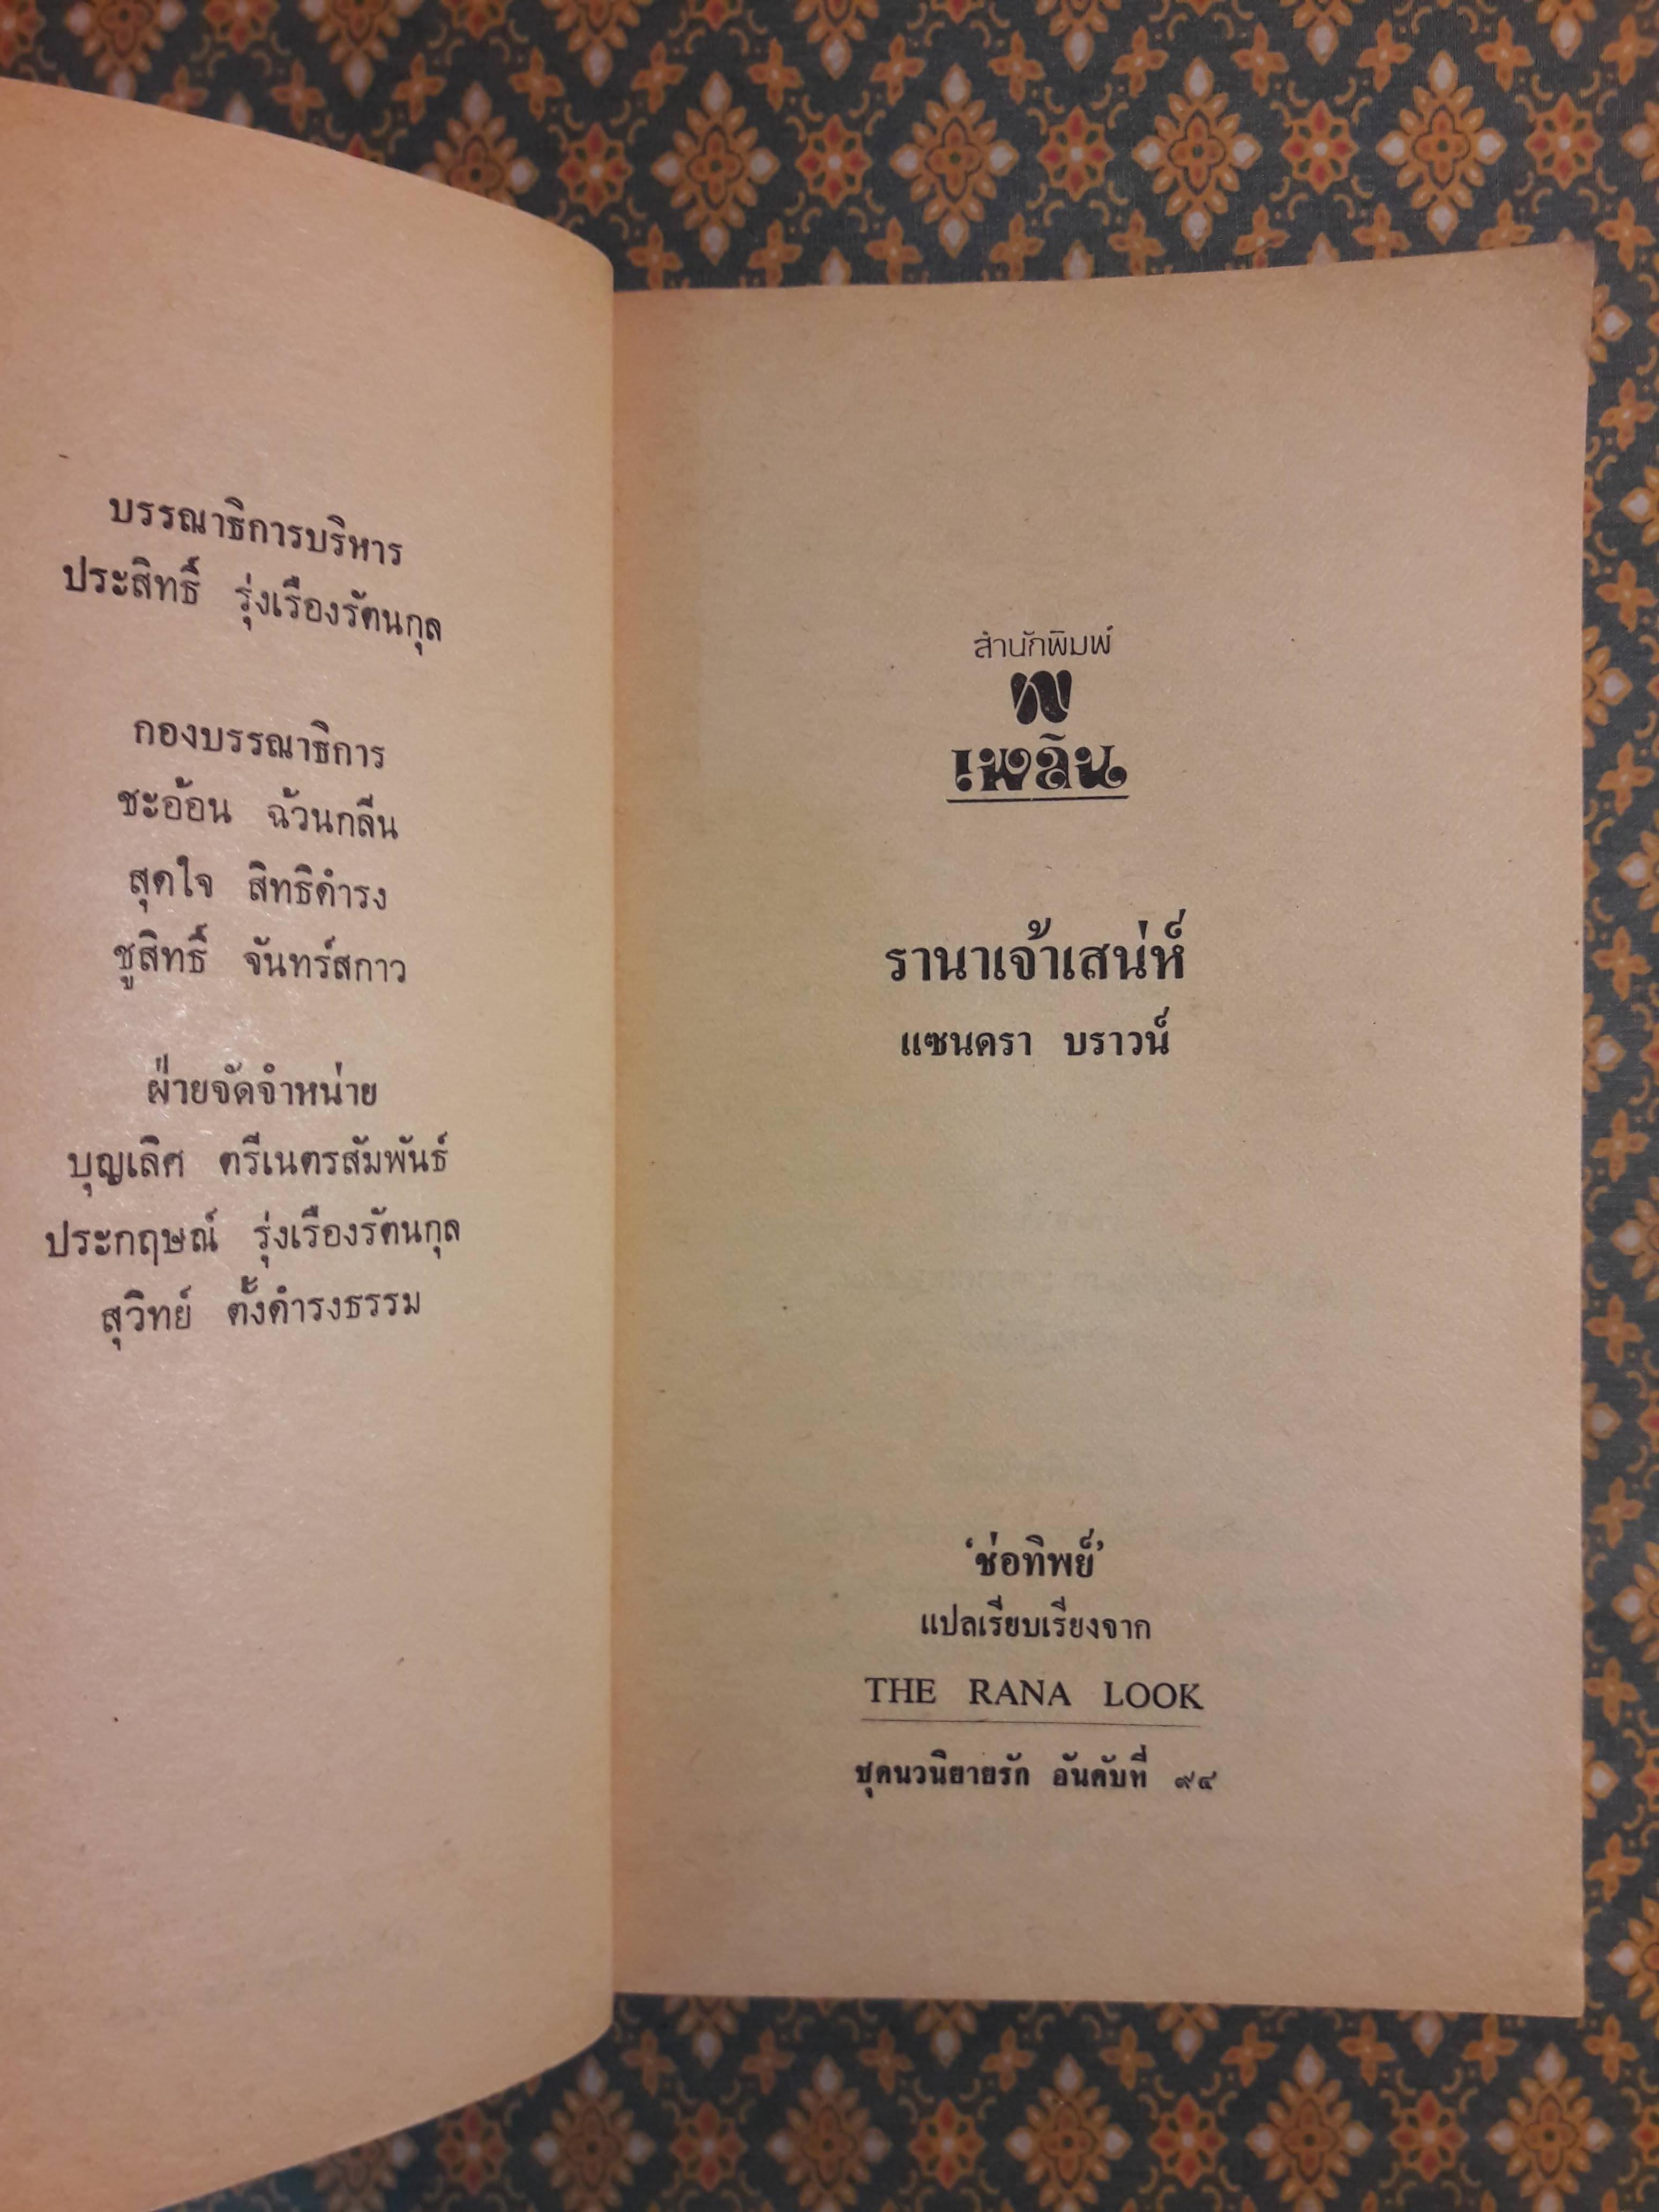 บรรณาธิการบริหาร
ประสิทธิ์ รุ่งเรืองรัตนกุล
กองบรรณาธิการ
ชะอ้อน ฉ้วนกลีน
สุดใจ สิทธิดำรง
ชูสิทธิ์ จันทร์สกาว
ฝ่ายจัดจำหน่าย
บุญเลิศ ตรีเนตรสัมพันธ์
ประกฤษณ์ รุ่งเรืองรัตนกุล
สุวิทย์ ตั้งดำรงธรรม
สำนักพิมพ์
เพลิน
รานาเจ้าเสน่ห์
แซนดรา บราวน์
‘ช่อทิพย์’
แปลเรียบเรียงจาก
THE RANA LOOK
ชุดนวนิยายรัก อันดับที่ ๙๔